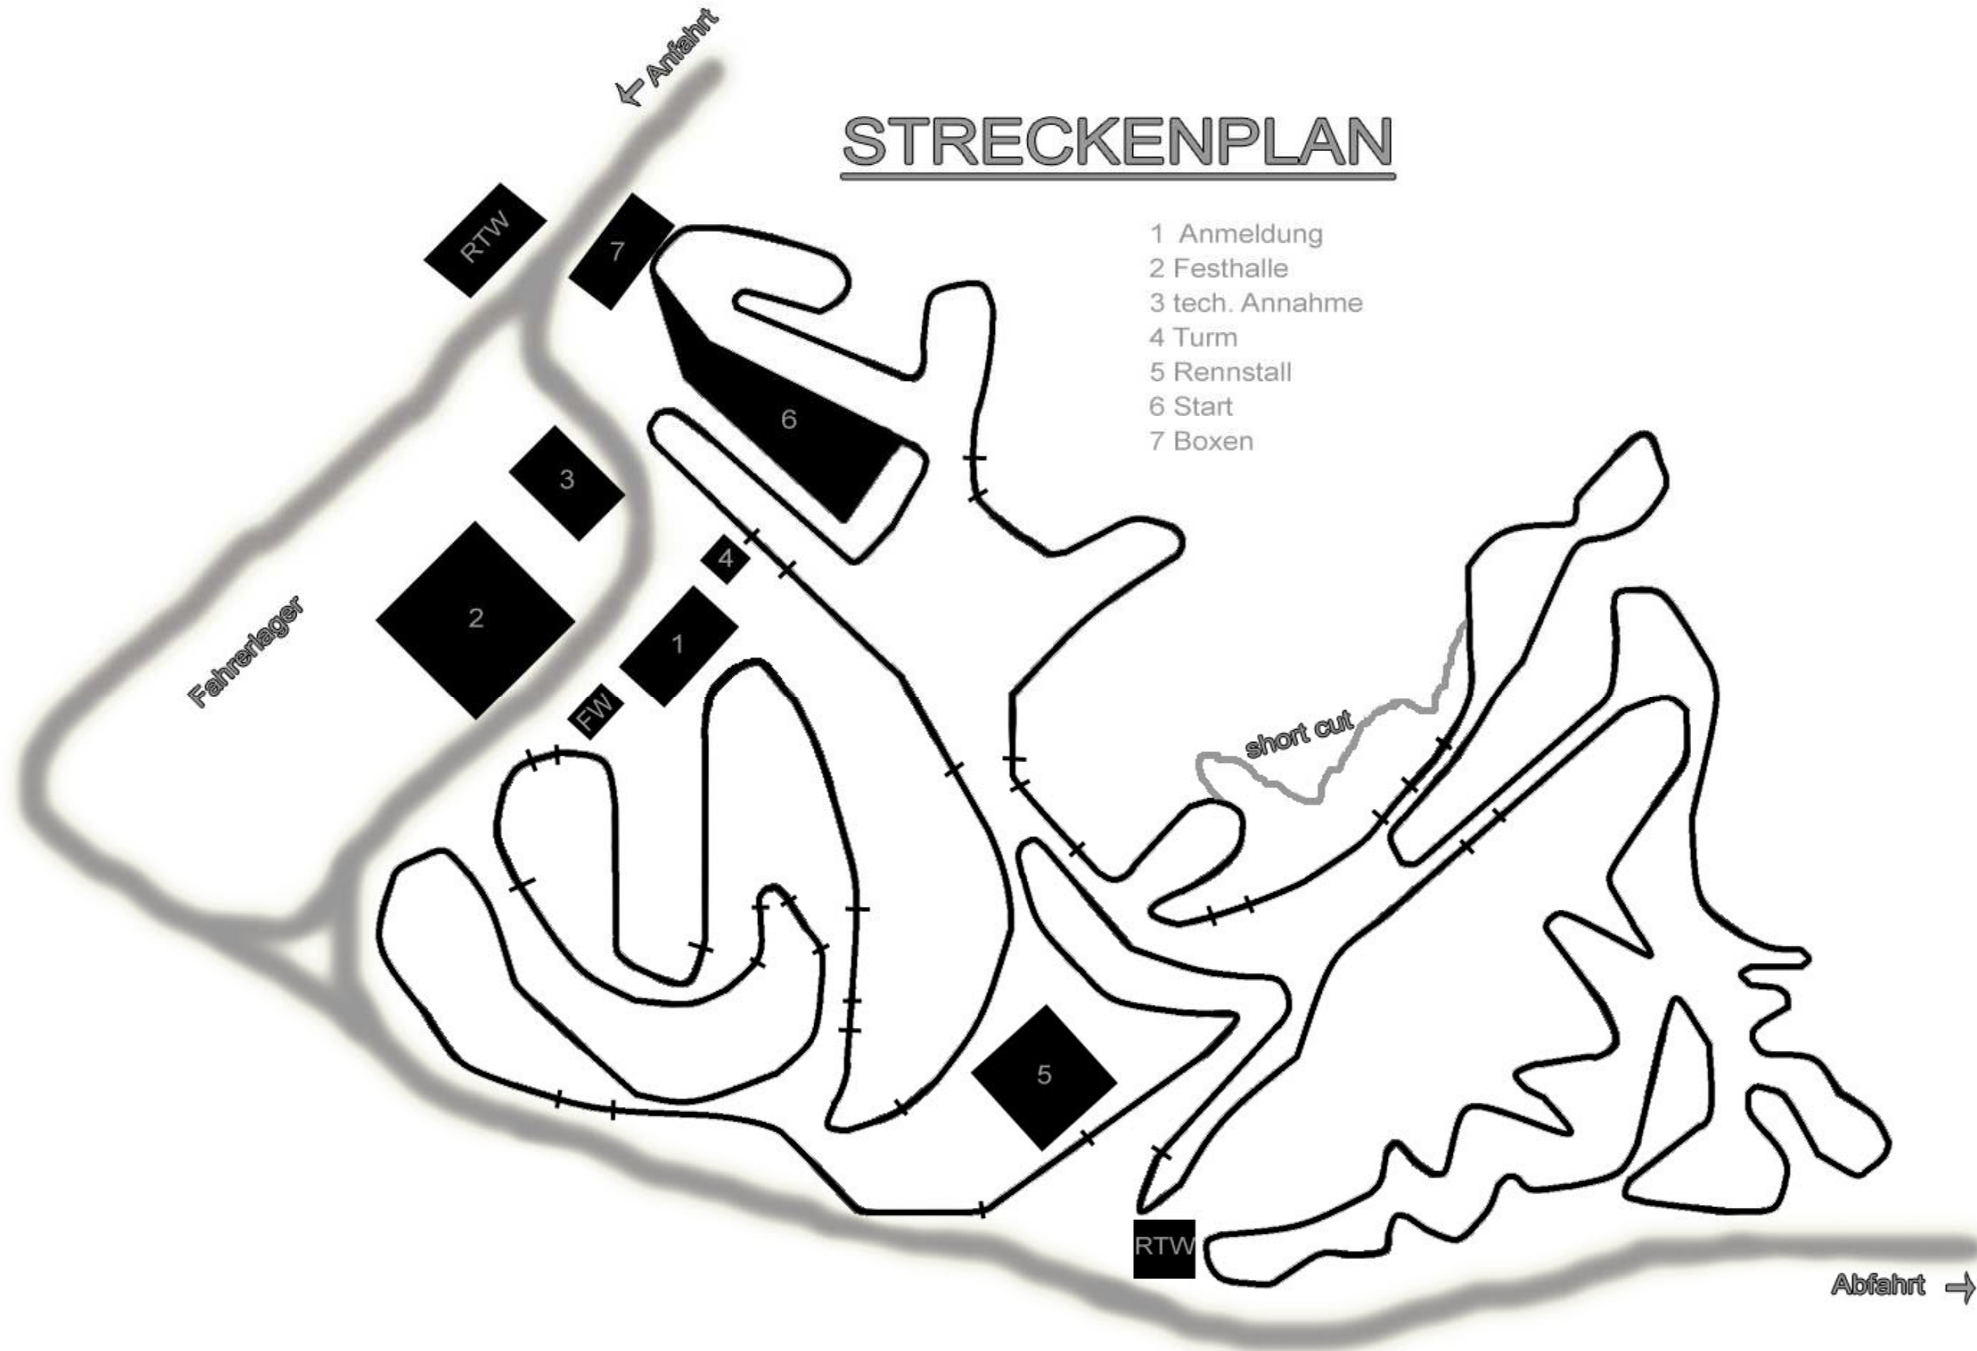 Anfahrt
STRECKENPLAN
1 Anmeldung
2 Festhalle
3 tech. Annahme
4 Turm
5 Rennstall
6 Start
7 Boxen
RTW
7
6
3
4
2
1
Fahrerlager
FW
short cut
5
RTW
Abfahrt